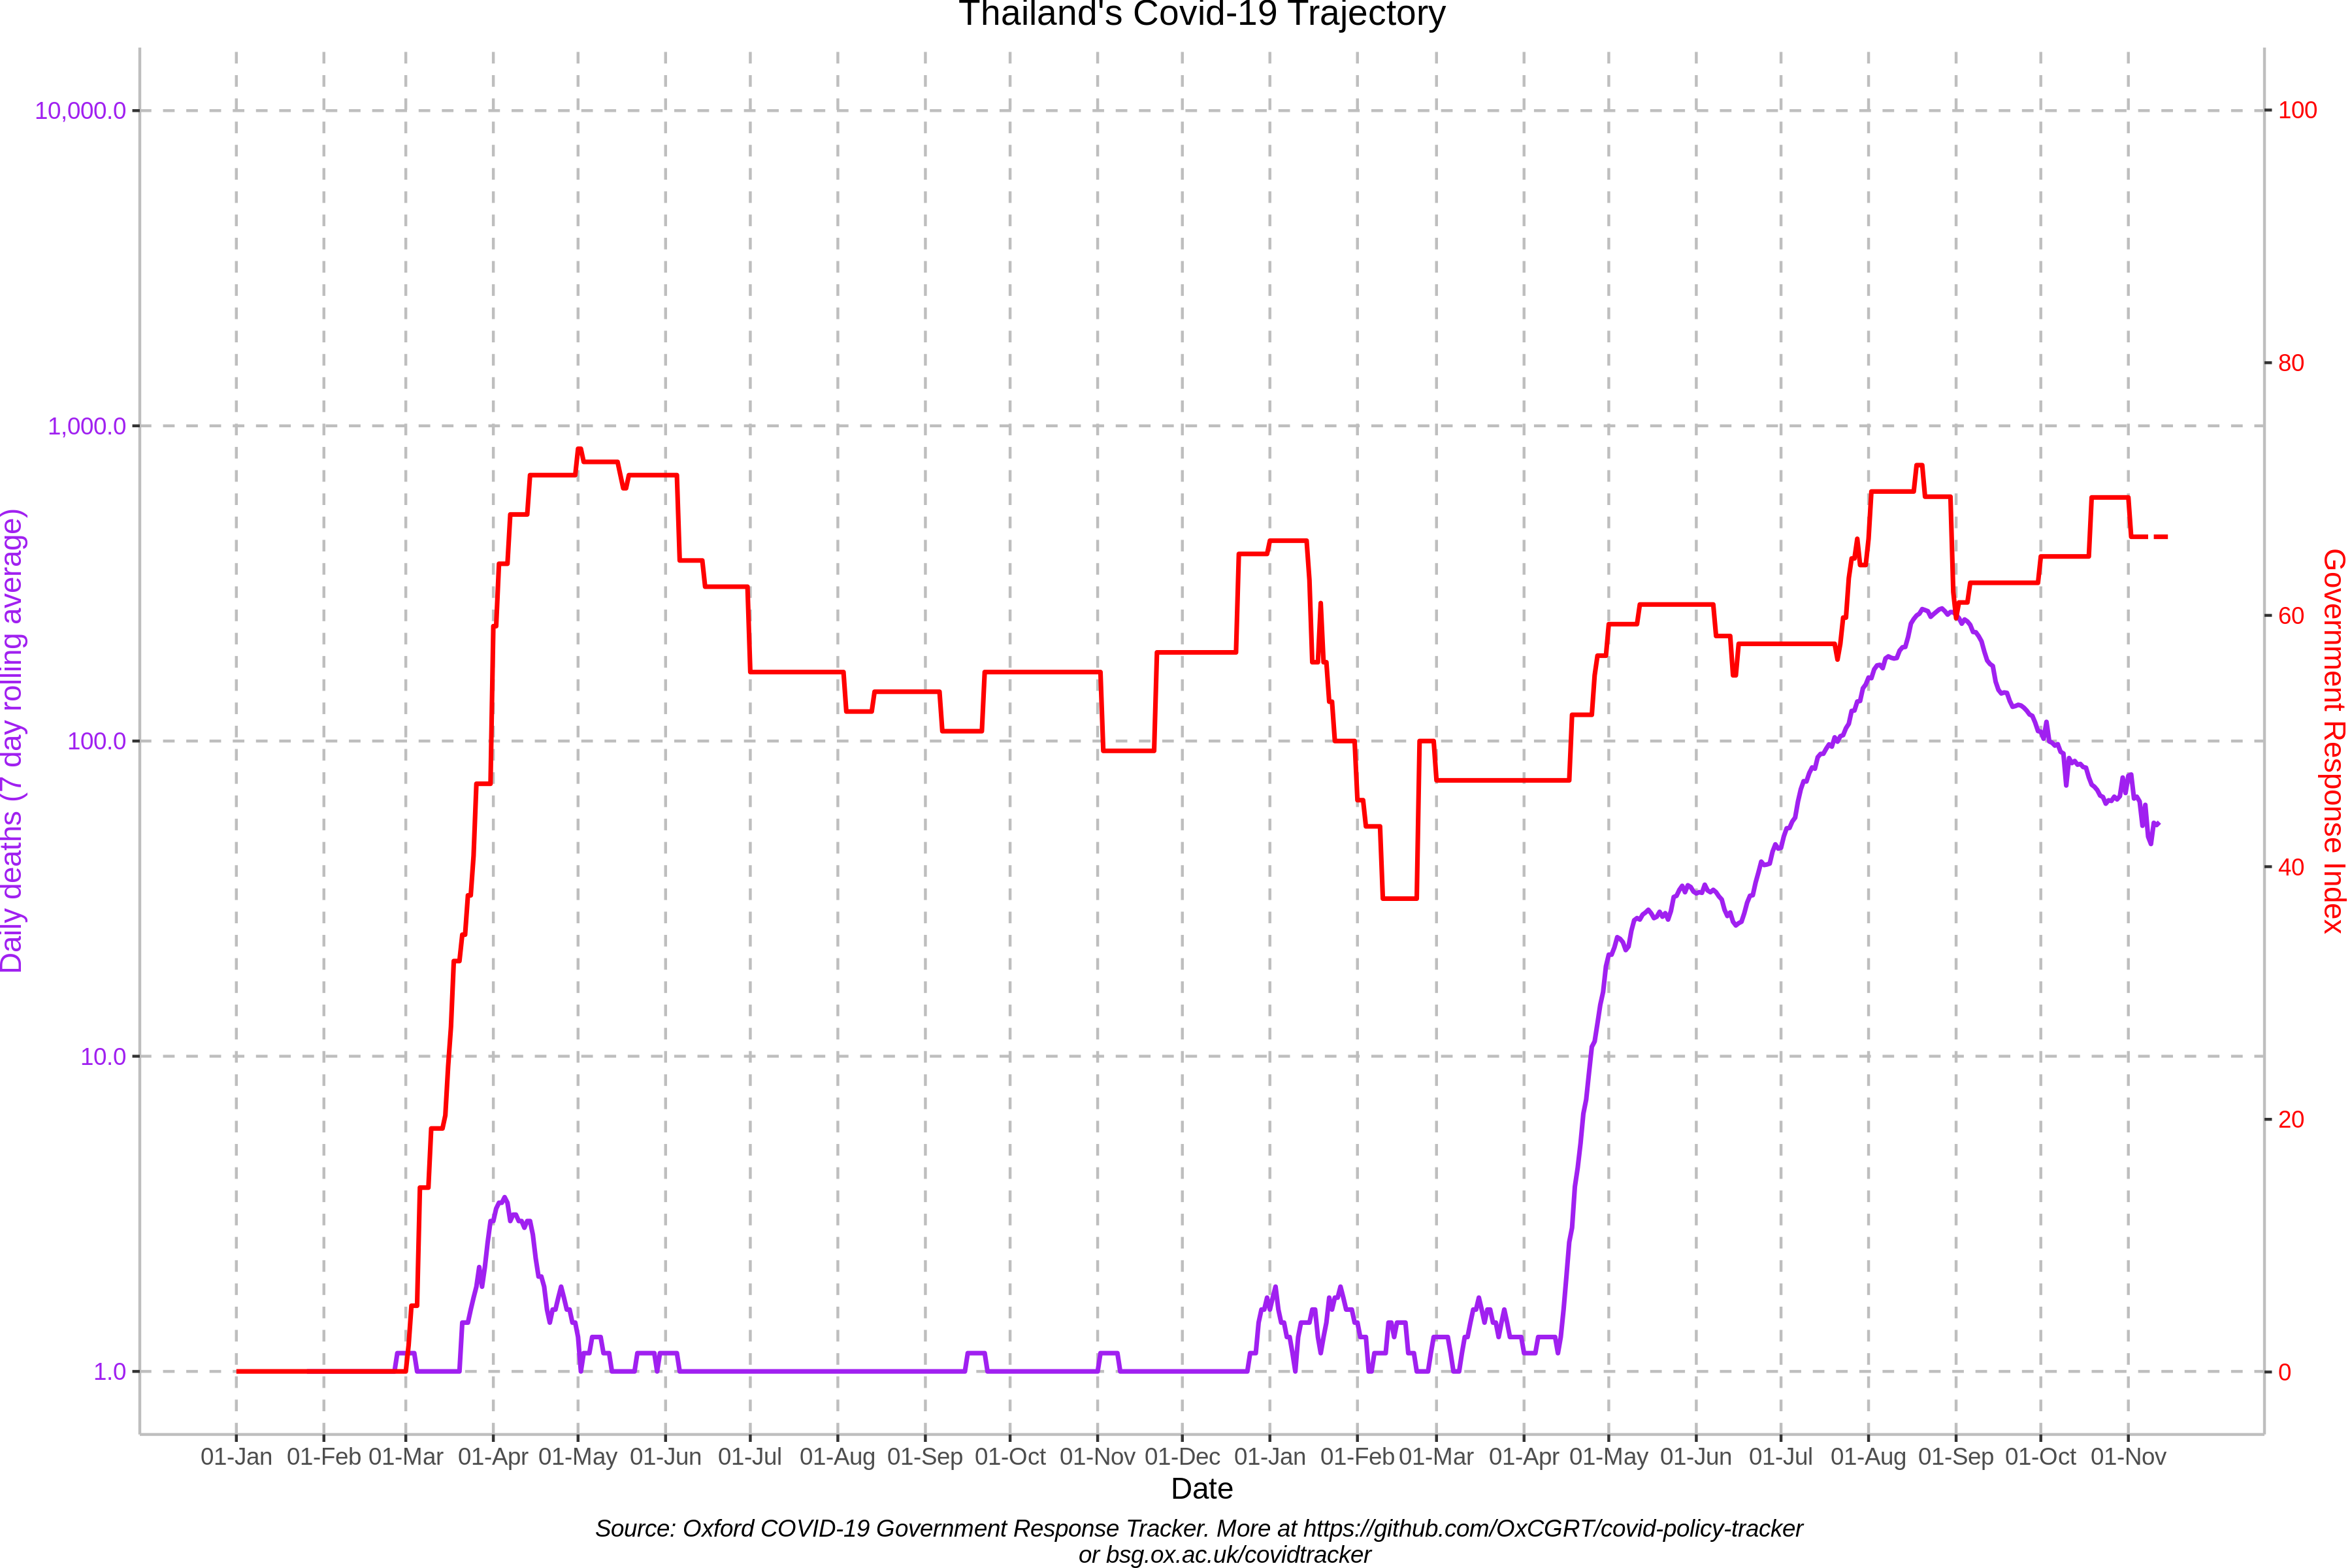 Thailand's Covid-19 Trajectory
Daily deaths (7 day rolling average)
10,000.0
1,000.0
100.0
10.0
1.0
100
80
60
40
20
0
Government Response Index
01-Jan 01-Feb 01-Mar 01-Apr 01-May 01-Jun 01-Jul 01-Aug 01-Sep 01-Oct 01-Nov 01-Dec 01-Jan 01-Feb 01-Mar 01-Apr 01-May 01-Jun 01-Jul 01-Aug 01-Sep 01-Oct 01-Nov
Date
Source: Oxford COVID-19 Government Response Tracker. More at https://github.com/OxCGRT/covid-policy-tracker
or bsg.ox.ac.uk/covidtracker